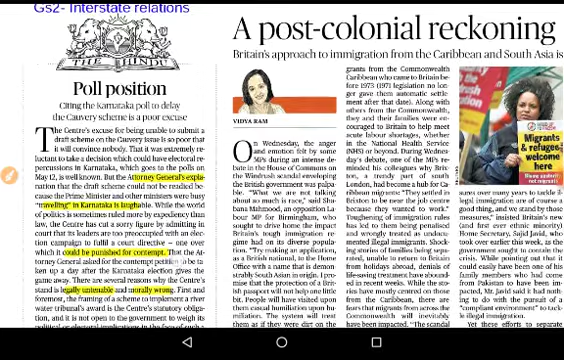 Gs2- Interstate relations
THE HINDU
Poll position
Citing the Karnataka poll to delay
the Cauvery scheme is a poor excuse
The Centre's excuse for being unable to submit a
draft scheme on the Cauvery issue is so poor that
it will convince nobody. That it was extremely re-
luctant to take a decision which could have electoral re-
percussions in Karnataka, which goes to the polls on
May 12, is well known. But the Attorney General's expla-
nation that the draft scheme could not be readied be-
cause the Prime Minister and other ministers were busy
"travelling" in Karnataka is laughable. While the world
of politics is sometimes ruled more by expediency than
law, the Centre has cut a sorry figure by admitting in
court that its leaders are too preoccupied with an elec-
tion campaign to fulfil a court directive – one over
which it could be punished for contempt. That the At-
torney General asked for the contempt petition to be ta-
ken up a day after the Karnataka election gives the
game away. There are several reasons why the Centre's
stand is legally untenable and morally wrong. First and
foremost, the framing of a scheme to implement a river
water tribunal's award is the Centre's statutory obliga-
tion, and it is not open to the government to weigh its
political or electoral implications in the face of such a
A post-colonial reckoning
Britain's approach to immigration from the Caribbean and South Asia is
VIDYA RAM
On Wednesday, the anger
and emotion felt by some
MPs during an intense de-
bate in the House of Commons on
the Windrush scandal enveloping
the British government was palpa-
ble. "What we are not talking
about as much is race," said Sha-
bana Mahmood, an opposition La-
bour MP for Birmingham, who
sought to drive home the impact
Britain's tough immigration re-
gime had on its diverse popula-
tion. "Try making an application,
as a British national, to the Home
Office with a name that is demon-
strably South Asian in origin. I pro-
mise that the protection of a Brit-
ish passport will not help one little
bit. People will have visited upon
them casual humiliation upon hu-
miliation. The system will treat
them as if they were dirt on the
grants from the Commonwealth
Caribbean who came to Britain be-
fore 1973 (1971 legislation no lon-
ger gave them automatic settle-
ment after that date). Along with
others from the Commonwealth,
they and their families were en-
couraged to Britain to help meet
acute labour shortages, whether
in the National Health Service
(NHS) or beyond. During Wednes-
day's debate, one of the MPs re-
minded his colleagues why Brix-
ton, a trendy part of south
London, had become a hub for Ca-
ribbean migrants: "They settled in
Brixton to be near the job centre
because they wanted to work."
Toughening of immigration rules
has led to them being penalised
and wrongly treated as undocu-
mented illegal immigrants. Shock-
ing stories of families being sepa-
rated, unable to return to Britain
from holidays abroad, denials of
life-saving treatment have abound-
ed in recent weeks. While the sto-
ries have mostly centred on those
from the Caribbean, there are
fears that migrants from across the
Commonwealth will inevitably
have been impacted. "The scandal
Migrants
& refugees
welcome
here
sures over many years to tackle il-
legal immigration are of course a
good thing, and we stand by those
measures," insisted Britain's new
(and first ever ethnic minority)
Home Secretary, Sajid Javid, who
took over earlier this week, as the
government sought to contain the
crisis. While pointing out that it
could easily have been one of his
family members who had come
from Pakistan to have been im-
pacted, Mr. Javid said it had noth-
ing to do with the pursuit of a
"compliant environment" to tack-
le illegal immigration.
Yet these efforts to separate